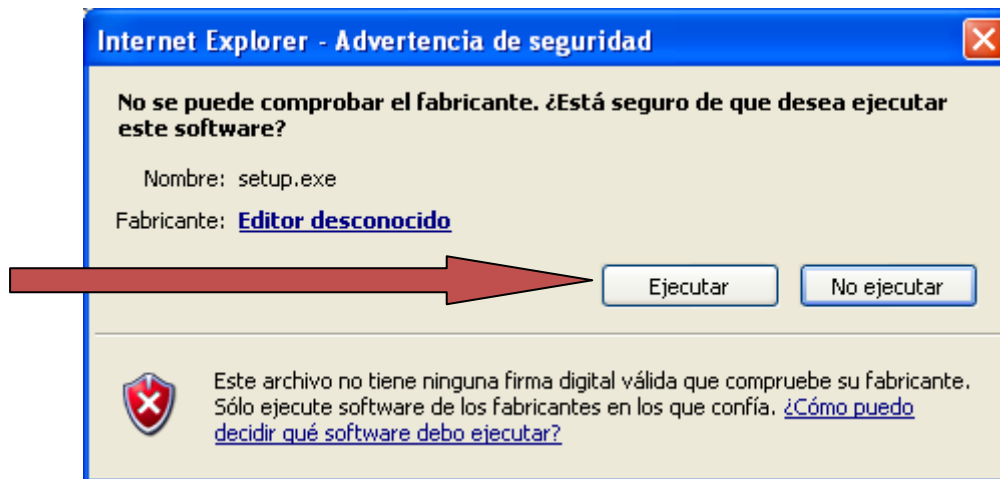 Internet Explorer - Advertencia de seguridad
No se puede comprobar el fabricante. ¿Está seguro de que desea ejecutar
este software?
Nombre: setup.exe
Fabricante: Editor desconocido
Ejecutar No ejecutar
Este archivo no tiene ninguna firma digital válida que compruebe su fabricante.
Sólo ejecute software de los fabricantes en los que confía. ¿Cómo puedo
decidir qué software debo ejecutar?